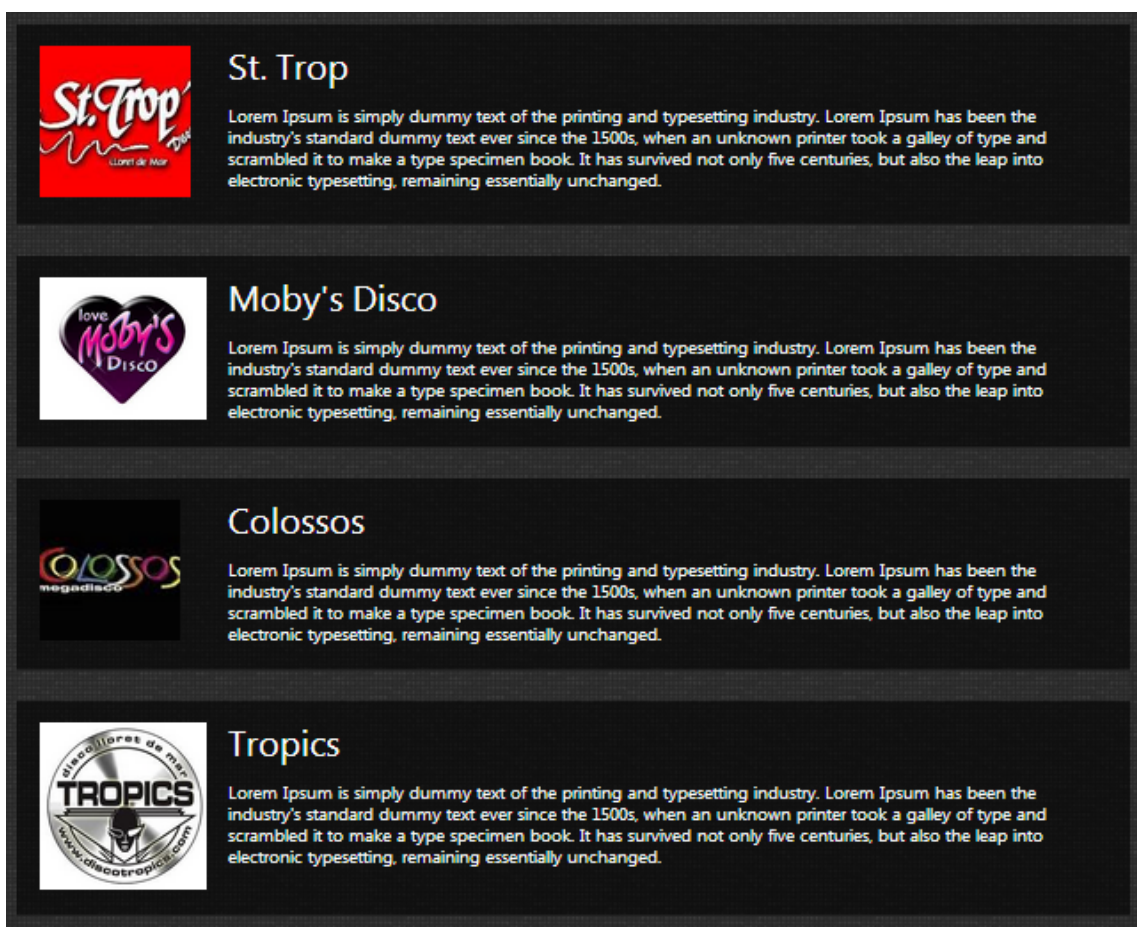 St. Trop'
Lloret de Mar
St. Trop
Lorem Ipsum is simply dummy text of the printing and typesetting industry. Lorem Ipsum has been the
industry's standard dummy text ever since the 1500s, when an unknown printer took a galley of type and
scrambled it to make a type specimen book. It has survived not only five centuries, but also the leap into
electronic typesetting, remaining essentially unchanged.
love
Moby's
Disco
Moby's Disco
Lorem Ipsum is simply dummy text of the printing and typesetting industry. Lorem Ipsum has been the
industry's standard dummy text ever since the 1500s, when an unknown printer took a galley of type and
scrambled it to make a type specimen book. It has survived not only five centuries, but also the leap into
electronic typesetting, remaining essentially unchanged.
Colossos
megadisco
Colossos
Lorem Ipsum is simply dummy text of the printing and typesetting industry. Lorem Ipsum has been the
industry's standard dummy text ever since the 1500s, when an unknown printer took a galley of type and
scrambled it to make a type specimen book. It has survived not only five centuries, but also the leap into
electronic typesetting, remaining essentially unchanged.
disco lloret de mar
TROPICS
www.discotropics.com
Tropics
Lorem Ipsum is simply dummy text of the printing and typesetting industry. Lorem Ipsum has been the
industry's standard dummy text ever since the 1500s, when an unknown printer took a galley of type and
scrambled it to make a type specimen book. It has survived not only five centuries, but also the leap into
electronic typesetting, remaining essentially unchanged.